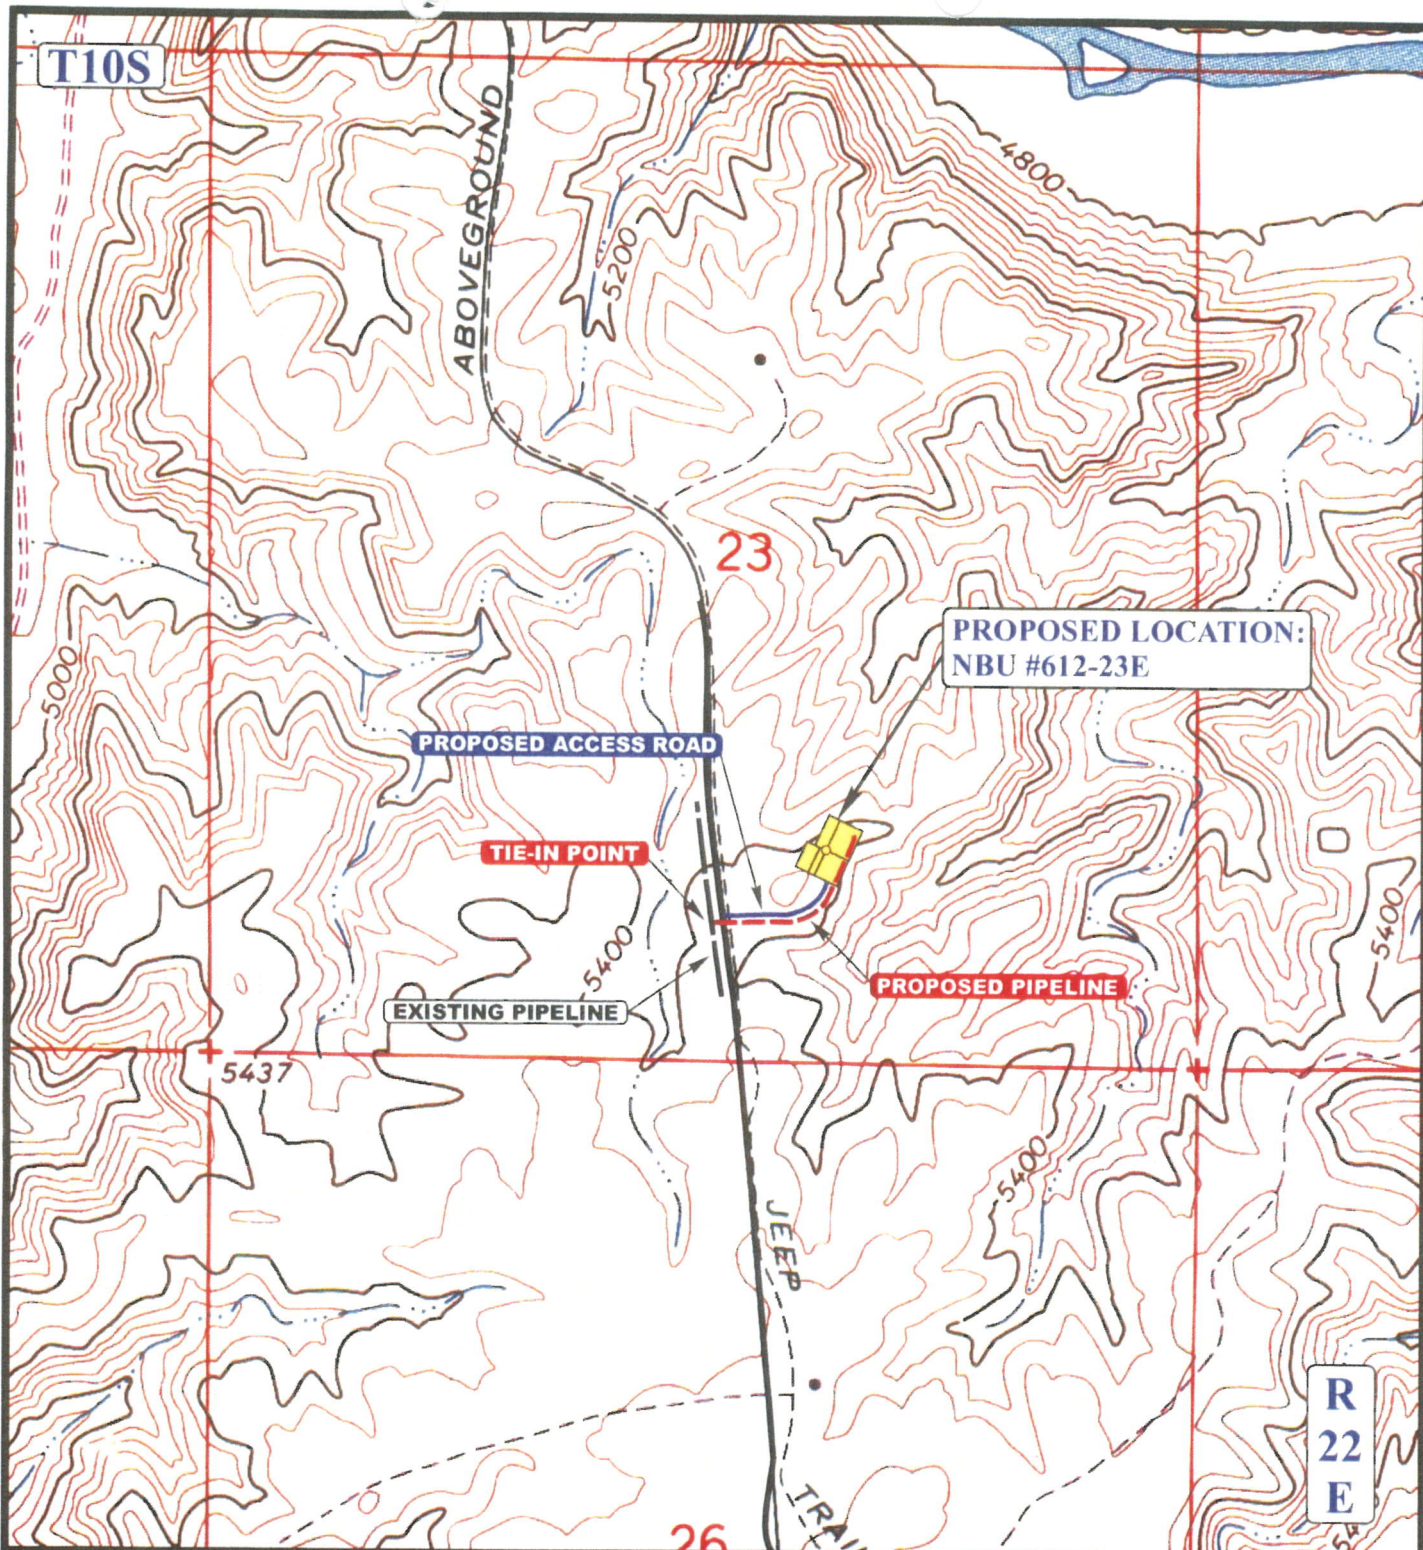 T10S
ABOVEGROUND
4800
5200
23
PROPOSED LOCATION:
NBU #612-23E
5000
PROPOSED ACCESS ROAD
TIE-IN POINT
5400
5400
PROPOSED PIPELINE
EXISTING PIPELINE
5437
5400
JEEP
R
22
E
26